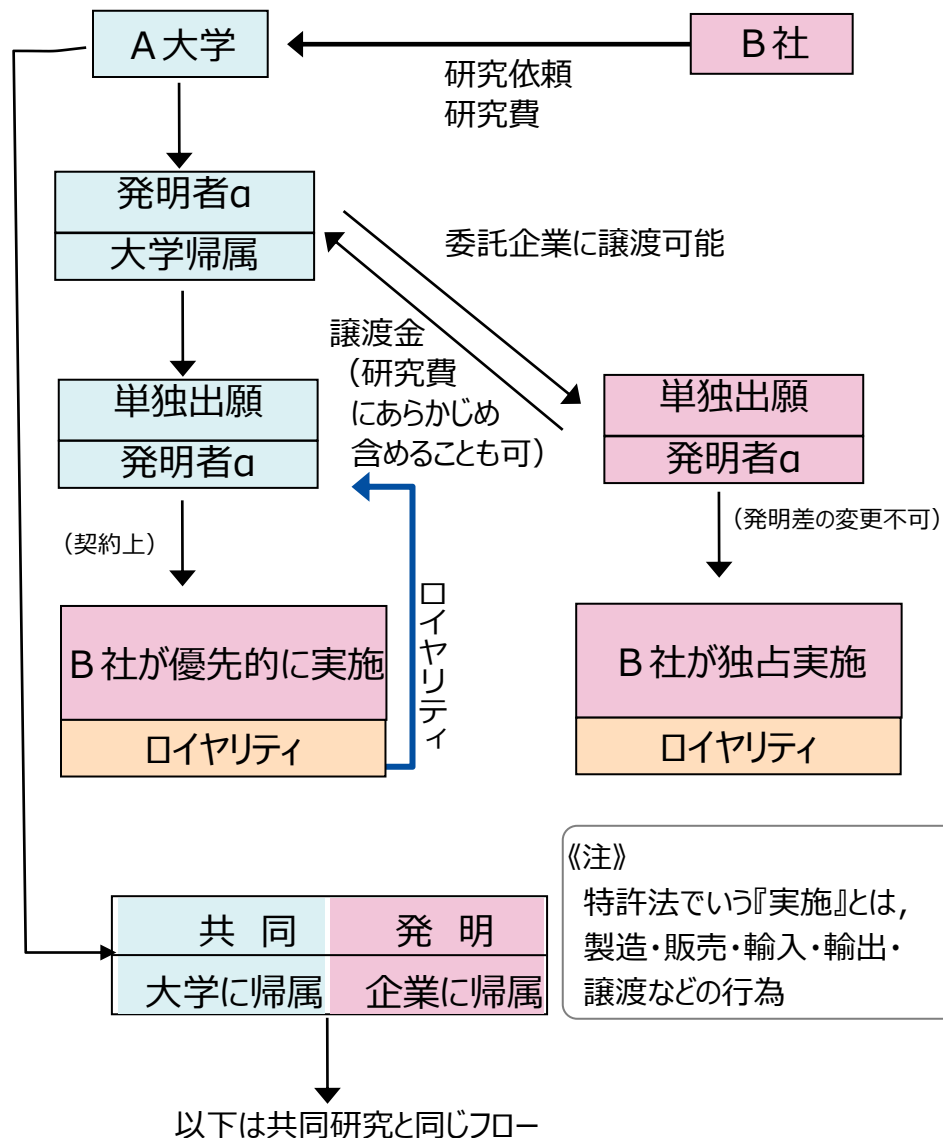 A大学
B社
研究依頼
研究費
発明者α
大学帰属
委託企業に譲渡可能
譲渡金
（研究費
にあらかじめ
含めることも可）
単独出願
発明者α
単独出願
発明者α
（契約上）
（発明差の変更不可）
ロイヤリティ
B社が優先的に実施
ロイヤリティ
B社が独占実施
ロイヤリティ
共 同 発 明
大学に帰属 企業に帰属
《注》
特許法でいう『実施』とは，
製造・販売・輸入・輸出・
譲渡などの行為
以下は共同研究と同じフロー